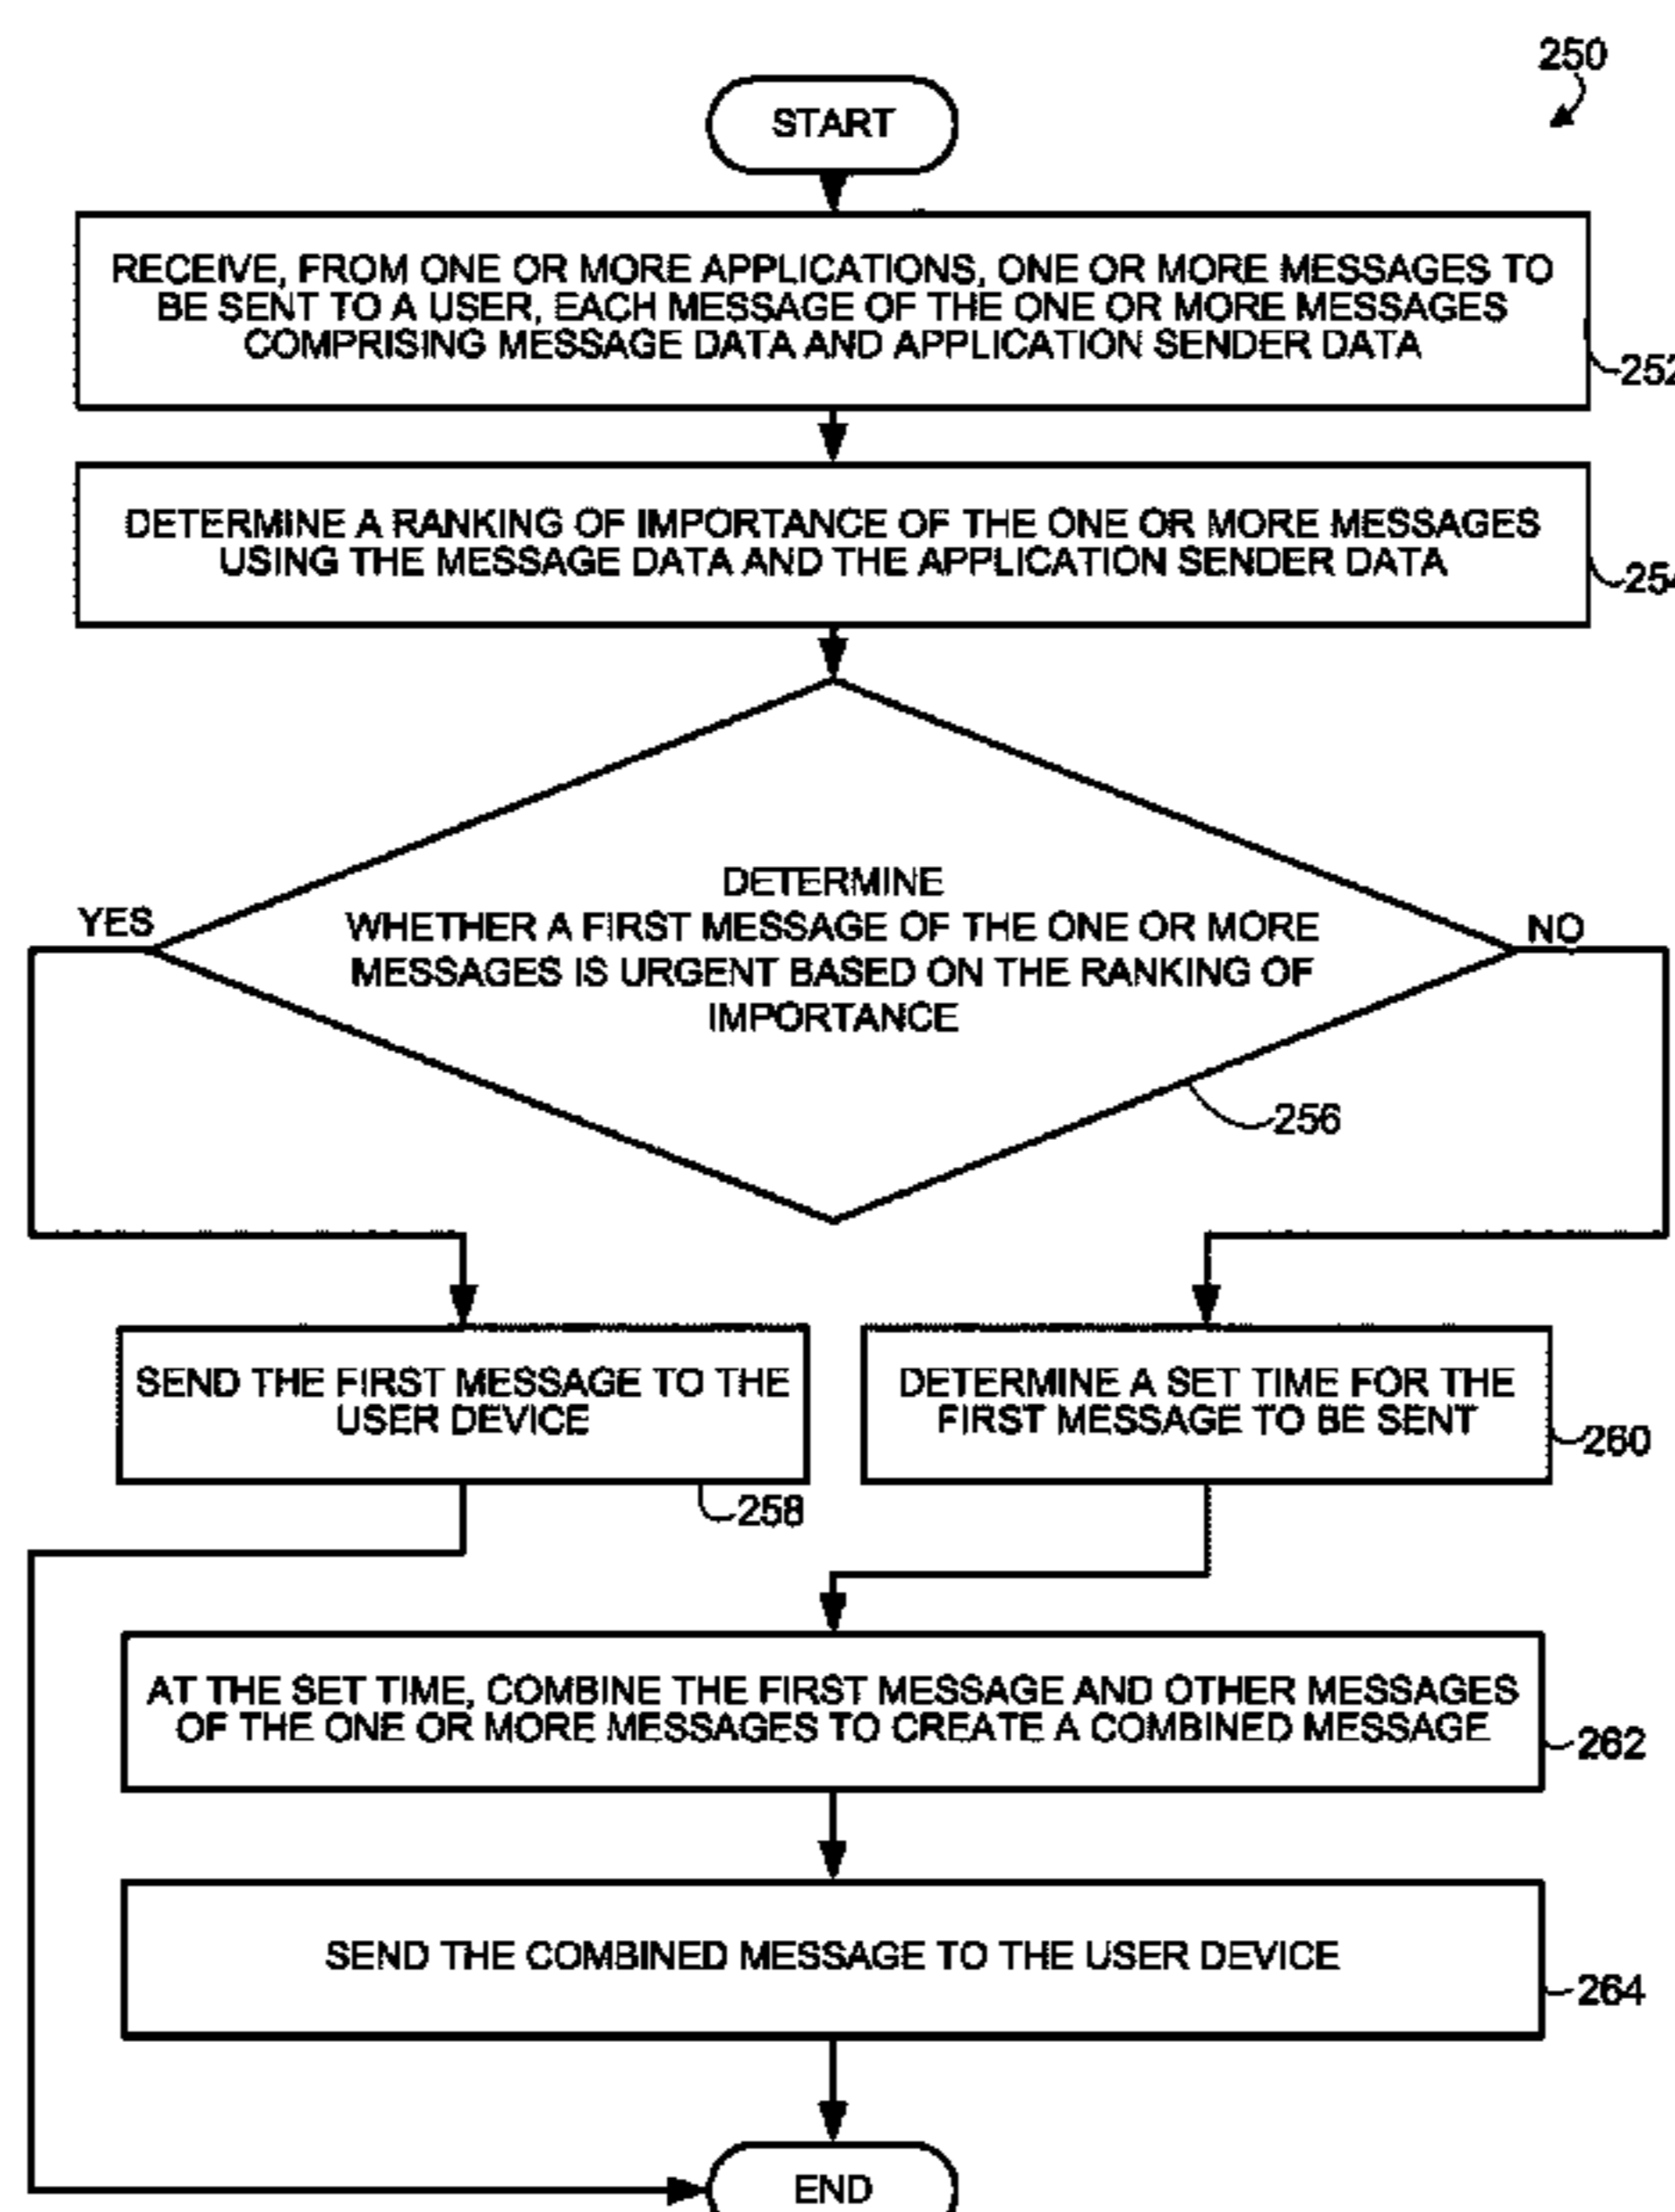 250
START
RECEIVE, FROM ONE OR MORE APPLICATIONS, ONE OR MORE MESSAGES TO
BE SENT TO A USER, EACH MESSAGE OF THE ONE OR MORE MESSAGES
COMPRISING MESSAGE DATA AND APPLICATION SENDER DATA
252
DETERMINE A RANKING OF IMPORTANCE OF THE ONE OR MORE MESSAGES
USING THE MESSAGE DATA AND THE APPLICATION SENDER DATA
254
YES
DETERMINE
WHETHER A FIRST MESSAGE OF THE ONE OR MORE
MESSAGES IS URGENT BASED ON THE RANKING OF
IMPORTANCE
NO
256
SEND THE FIRST MESSAGE TO THE
USER DEVICE
258
DETERMINE A SET TIME FOR THE
FIRST MESSAGE TO BE SENT
260
AT THE SET TIME, COMBINE THE FIRST MESSAGE AND OTHER MESSAGES
OF THE ONE OR MORE MESSAGES TO CREATE A COMBINED MESSAGE
262
SEND THE COMBINED MESSAGE TO THE USER DEVICE
264
END